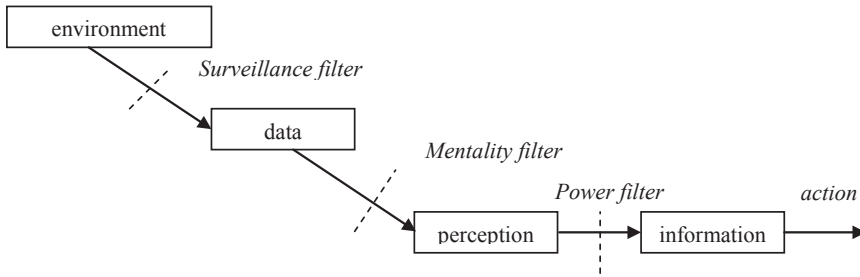 environment
Surveillance filter
data
Mentality filter
Power filter
action
perception
information